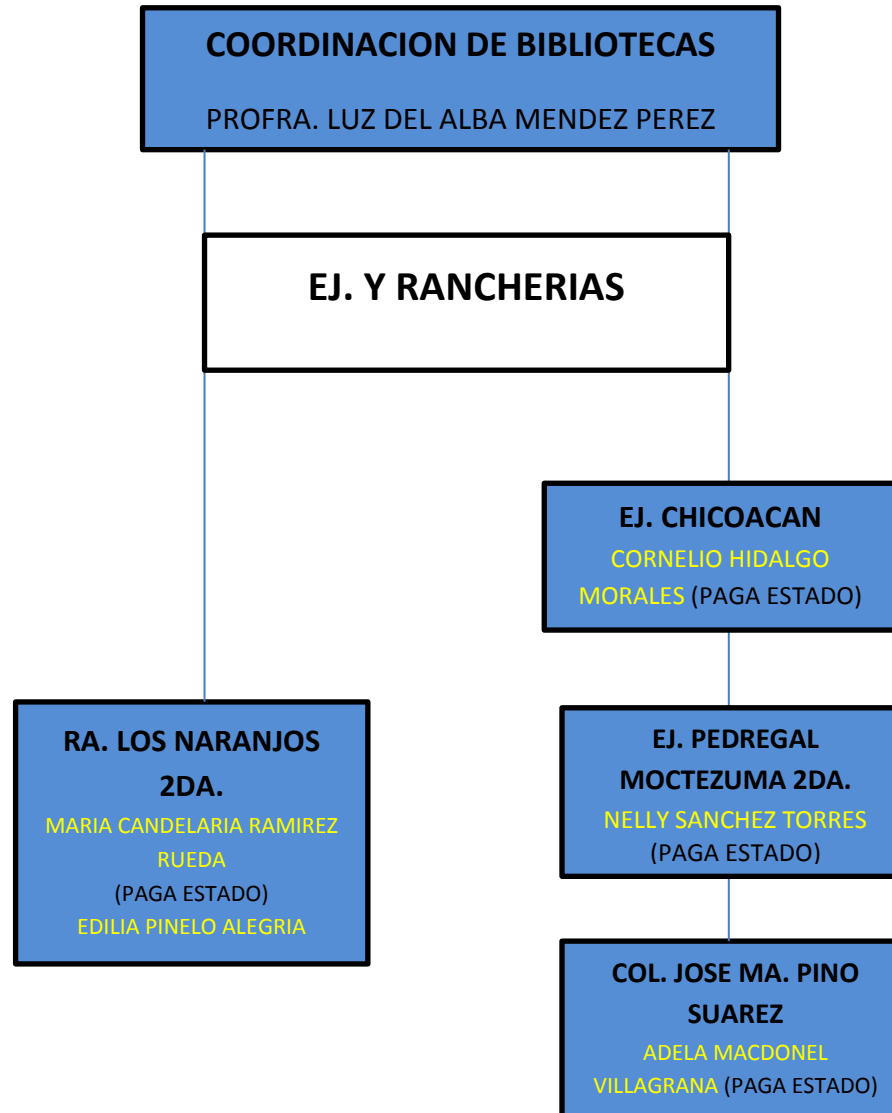 COORDINACION DE BIBLIOTECAS
PROFRA. LUZ DEL ALBA MENDEZ PEREZ
EJ. Y RANCHERIAS
EJ. CHICOACAN
CORNELIO HIDALGO
MORALES (PAGA ESTADO)
RA. LOS NARANJOS
2DA.
MARIA CANDELARIA RAMIREZ
RUEDA
(PAGA ESTADO)
EDILIA PINELO ALEGRIA
EJ. PEDREGAL
MOCTEZUMA 2DA.
NELLY SANCHEZ TORRES
(PAGA ESTADO)
COL. JOSE MA. PINO
SUAREZ
ADELA MACDONEL
VILLAGRANA (PAGA ESTADO)